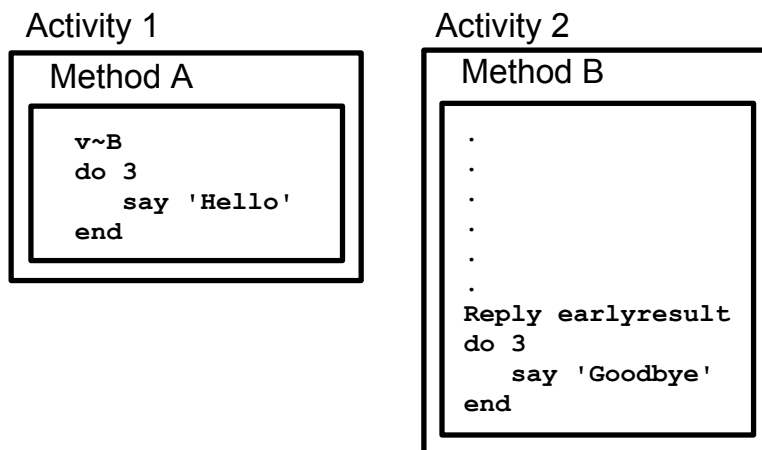 Activity 1
Method A
v~B
do 3
   say 'Hello'
end
Activity 2
Method B
.
.
.
.
.
.
Reply earlyresult
do 3
   say 'Goodbye'
end